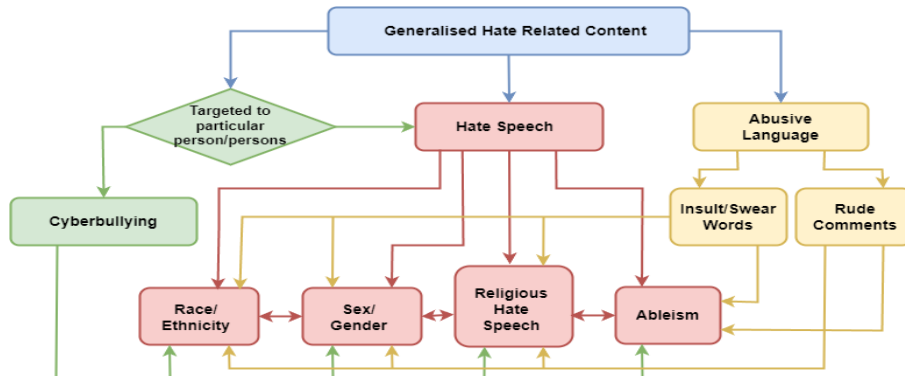 Generalised Hate Related Content
Targeted to
particular
person/persons
Hate Speech
Abusive
Language
Cyberbullying
Insult/Swear
Words
Rude
Comments
Race/
Ethnicity
Sex/
Gender
Religious
Hate
Speech
Ableism